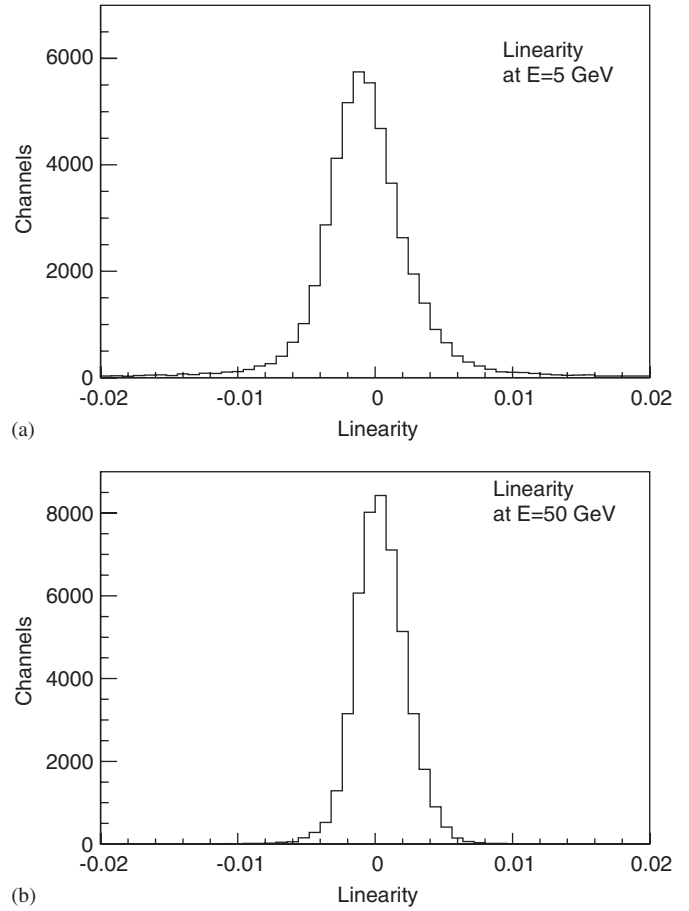 6000
4000
2000
0
Channels
Linearity
at E=5 GeV
-0.02
-0.01
0
0.01
0.02
Linearity
(a)
8000
6000
4000
2000
0
Channels
Linearity
at E=50 GeV
-0.02
-0.01
0
0.01
0.02
Linearity
(b)